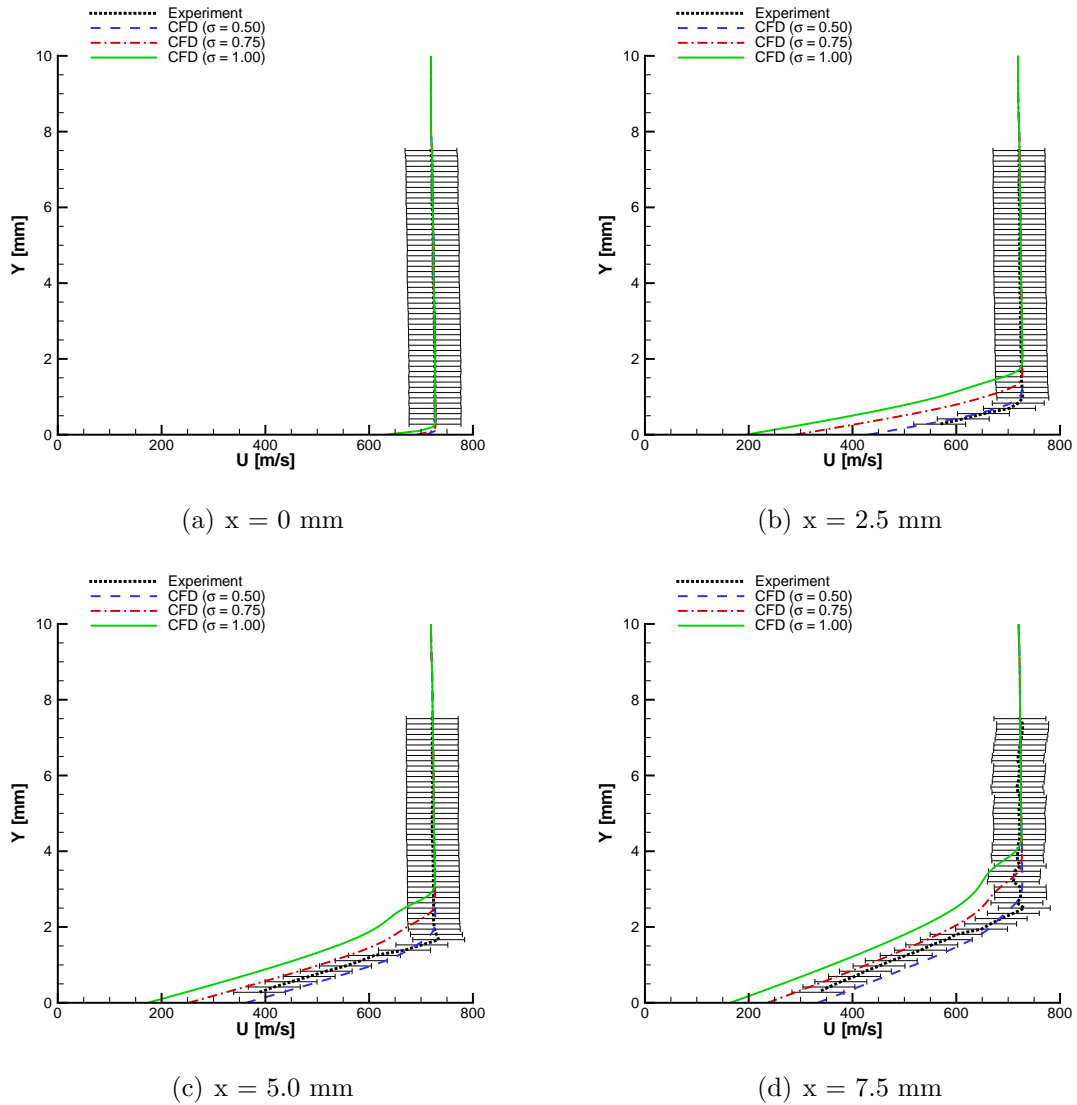 Experiment
CFD (σ = 0.50)
CFD (σ = 0.75)
CFD (σ = 1.00)
10
8
6
4
2
0
Y [mm]
0 200 400 600 800
U [m/s]
(a) x = 0 mm
Experiment
CFD (σ = 0.50)
CFD (σ = 0.75)
CFD (σ = 1.00)
10
8
6
4
2
0
Y [mm]
0 200 400 600 800
U [m/s]
(b) x = 2.5 mm
Experiment
CFD (σ = 0.50)
CFD (σ = 0.75)
CFD (σ = 1.00)
10
8
6
4
2
0
Y [mm]
0 200 400 600 800
U [m/s]
(c) x = 5.0 mm
Experiment
CFD (σ = 0.50)
CFD (σ = 0.75)
CFD (σ = 1.00)
10
8
6
4
2
0
Y [mm]
0 200 400 600 800
U [m/s]
(d) x = 7.5 mm